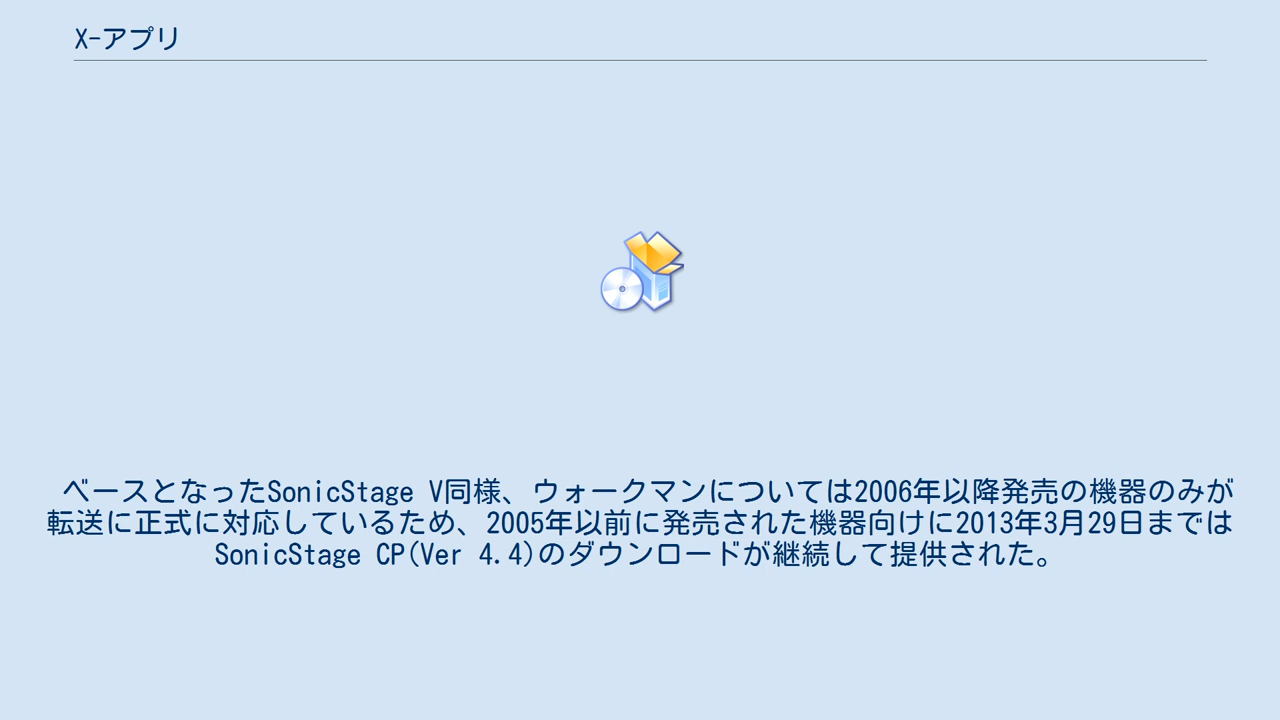 X-アプリ
ベースとなったSonicStage V同様、ウォークマンについては2006年以降発売の機器のみが
転送に正式に対応しているため、2005年以前に発売された機器向けに2013年3月29日までは
SonicStage CP(Ver 4.4)のダウンロードが継続して提供された。